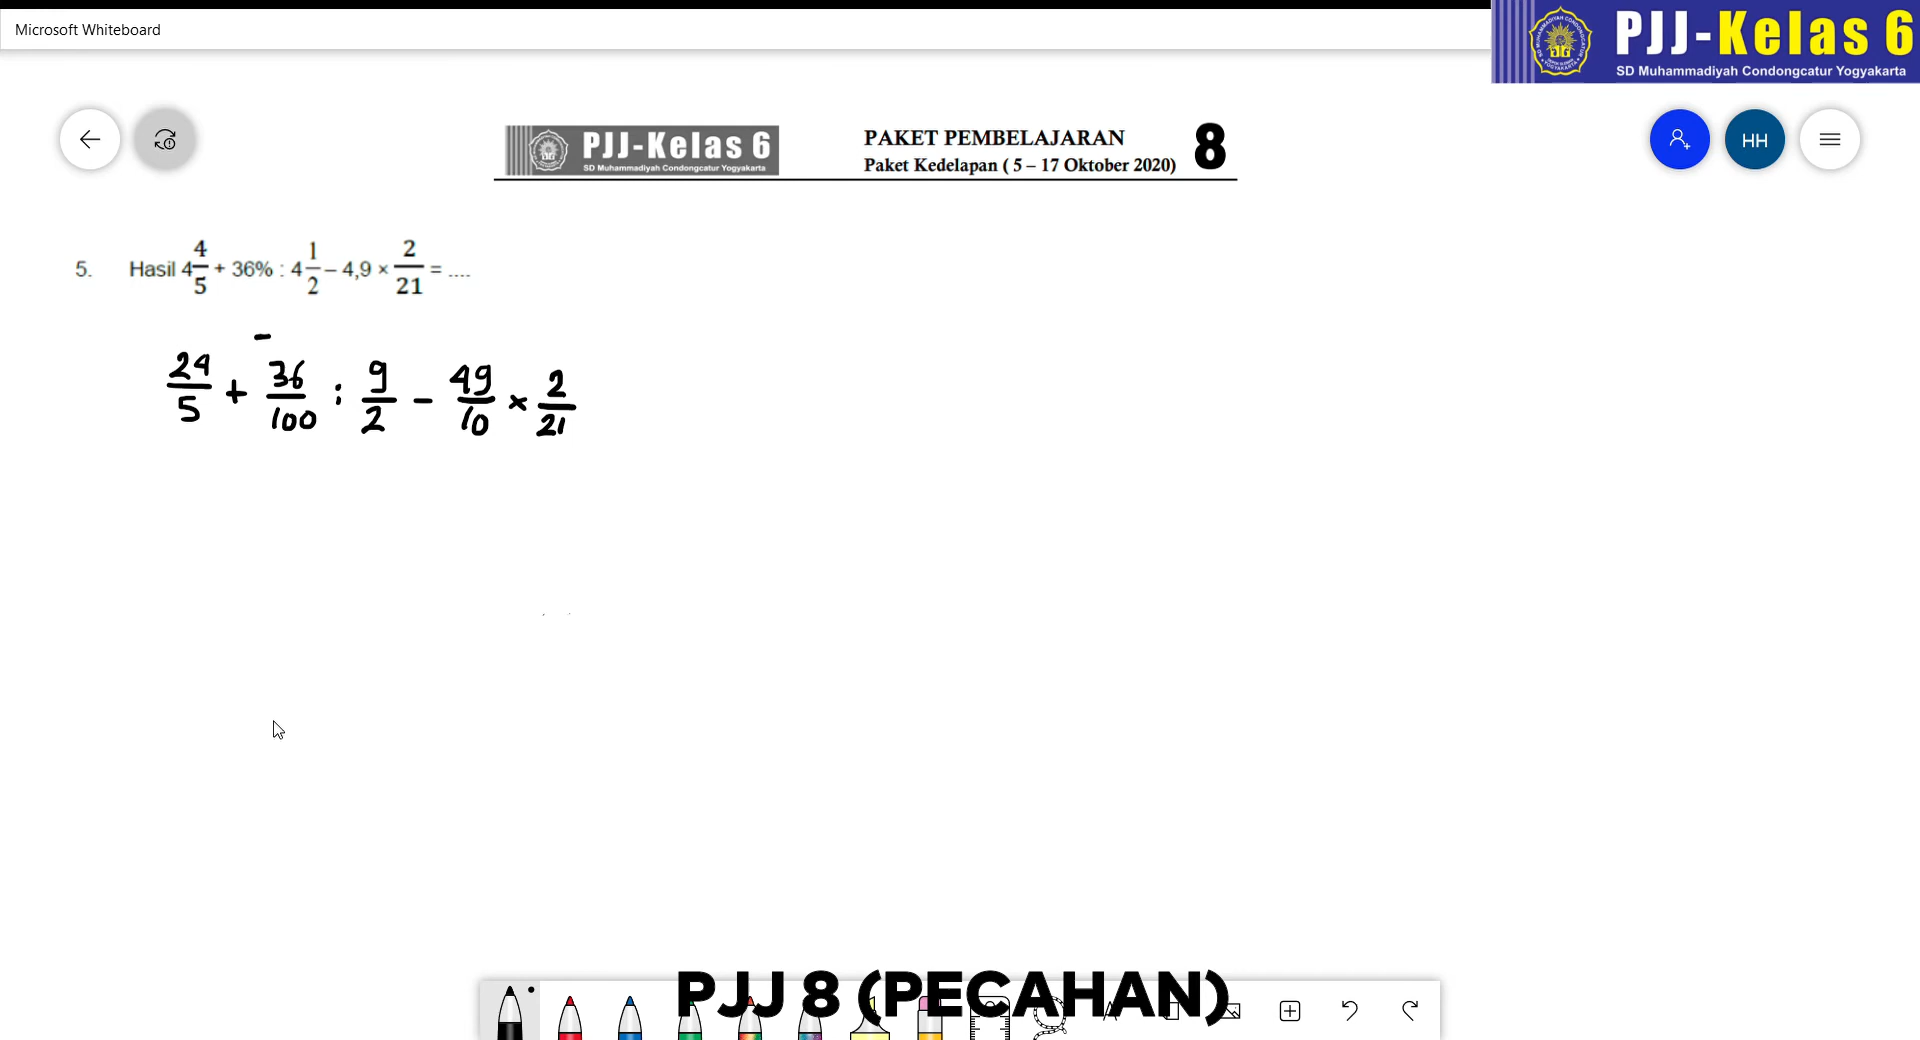 Microsoft Whiteboard
PJJ-Kelas 6
SD Muhammadiyah Condongcatur Yogyakarta
PJJ-Kelas 6
SD Muhammadiyah Condongcatur Yogyakarta
PAKET PEMBELAJARAN
Paket Kedelapan ( 5 – 17 Oktober 2020)
8
HH
5. Hasil 4 4/5 + 36% : 4 1/2 – 4,9 × 2/21 = ....
24/5 + 36/100 : 9/2 - 49/10 × 2/21
PJJ 8 (PECAHAN)